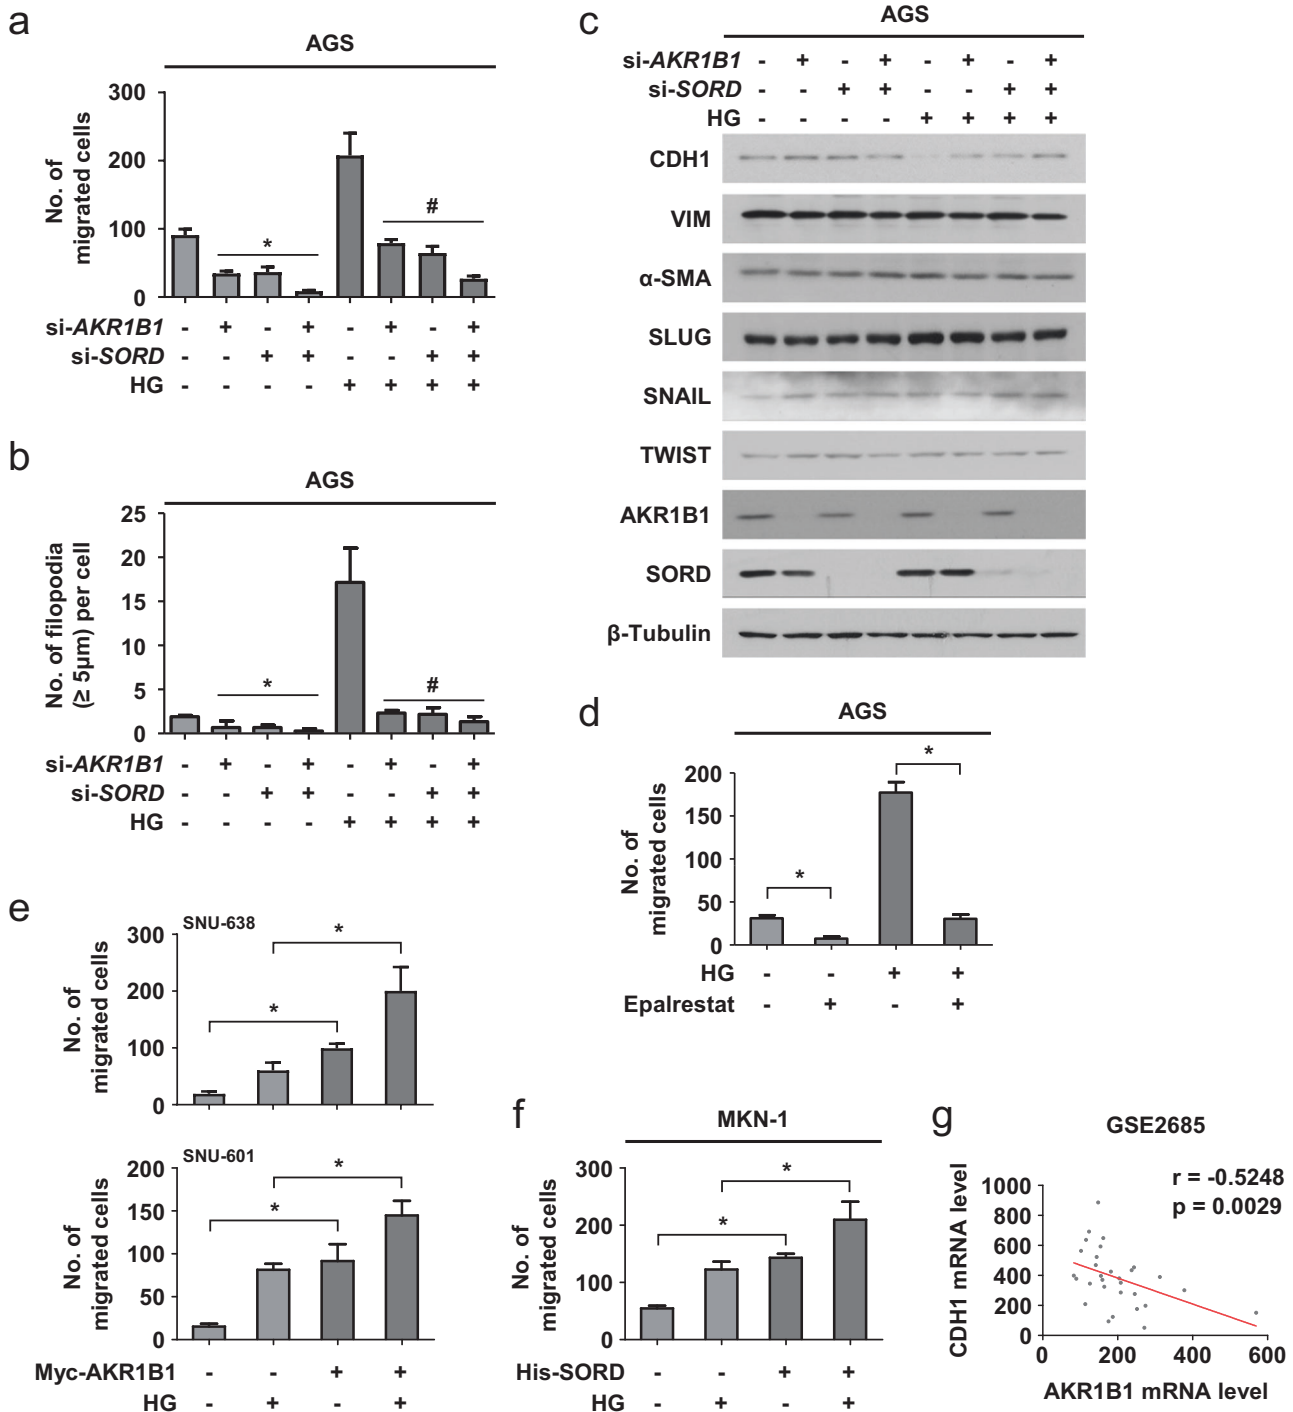 a
AGS
No. of
migrated cells
300
200
100
0
*
#
si-AKR1B1 - + - + - + - +
si-SORD - - + + - - + +
HG - - - - + + + +
b
AGS
No. of filopodia
(≥ 5μm) per cell
25
20
15
10
5
0
*
#
si-AKR1B1 - + - + - + - +
si-SORD - - + + - - + +
HG - - - - + + + +
c
AGS
si-AKR1B1 - + - + - + - +
si-SORD - - + + - - + +
HG - - - - + + + +
CDH1
VIM
α-SMA
SLUG
SNAIL
TWIST
AKR1B1
SORD
β-Tubulin
d
AGS
No. of
migrated cells
200
150
100
50
0
*
*
HG - - + +
Epalrestat - + - +
e
SNU-638
No. of
migrated cells
300
200
100
0
*
*
SNU-601
No. of
migrated cells
200
150
100
50
0
*
*
Myc-AKR1B1 - - + +
HG - + - +
f
MKN-1
No. of
migrated cells
300
200
100
0
*
*
His-SORD - - + +
HG - + - +
g
GSE2685
r = -0.5248
p = 0.0029
CDH1 mRNA level
1000
800
600
400
200
0
0 200 400 600
AKR1B1 mRNA level